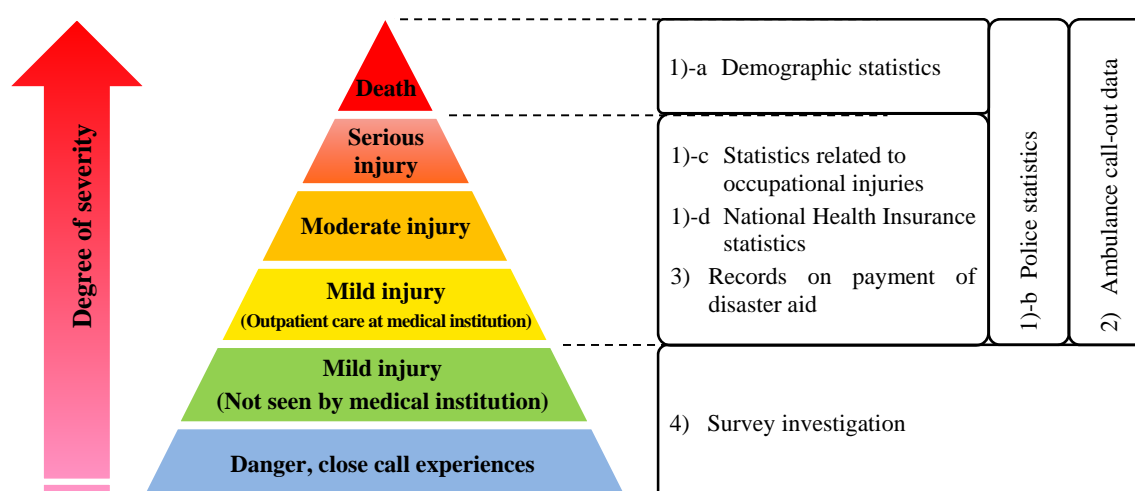 Degree of severity
Death
Serious
injury
Moderate injury
Mild injury
(Outpatient care at medical institution)
Mild injury
(Not seen by medical institution)
Danger, close call experiences
1)-a Demographic statistics
1)-c Statistics related to
occupational injuries
1)-d National Health Insurance
statistics
3) Records on payment of
disaster aid
4) Survey investigation
1)-b Police statistics
2) Ambulance call-out data